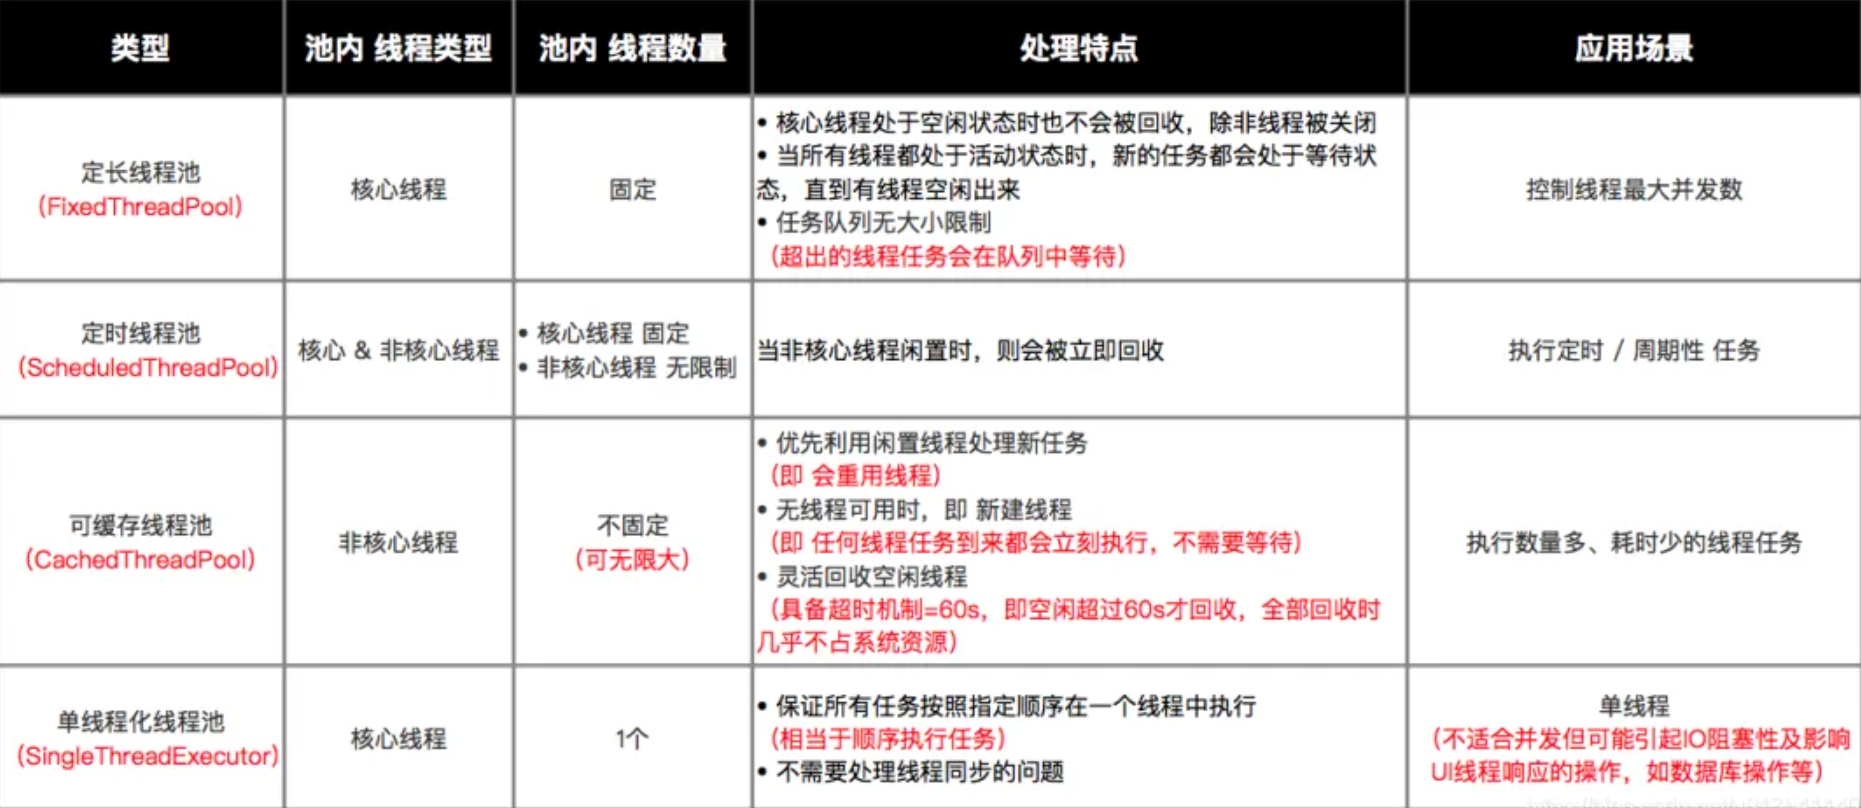 类型
池内 线程类型
池内 线程数量
处理特点
应用场景
定长线程池
（FixedThreadPool）
核心线程
固定
• 核心线程处于空闲状态时也不会被回收，除非线程被关闭
• 当所有线程都处于活动状态时，新的任务都会处于等待状
态，直到有线程空闲出来
• 任务队列无大小限制
（超出的线程任务会在队列中等待）
控制线程最大并发数
定时线程池
（ScheduledThreadPool）
核心 & 非核心线程
• 核心线程 固定
• 非核心线程 无限制
当非核心线程闲置时，则会被立即回收
执行定时 / 周期性 任务
可缓存线程池
（CachedThreadPool）
非核心线程
不固定
（可无限大）
• 优先利用闲置线程处理新任务
（即 会重用线程）
• 无线程可用时，即 新建线程
（即 任何线程任务到来都会立刻执行，不需要等待）
• 灵活回收空闲线程
（具备超时机制=60s，即空闲超过60s才回收，全部回收时
几乎不占系统资源）
执行数量多、耗时少的线程任务
单线程化线程池
（SingleThreadExecutor）
核心线程
1个
• 保证所有任务按照指定顺序在一个线程中执行
（相当于顺序执行任务）
• 不需要处理线程同步的问题
单线程
（不适合并发但可能引起IO阻塞性及影响
UI线程响应的操作，如数据库操作等）